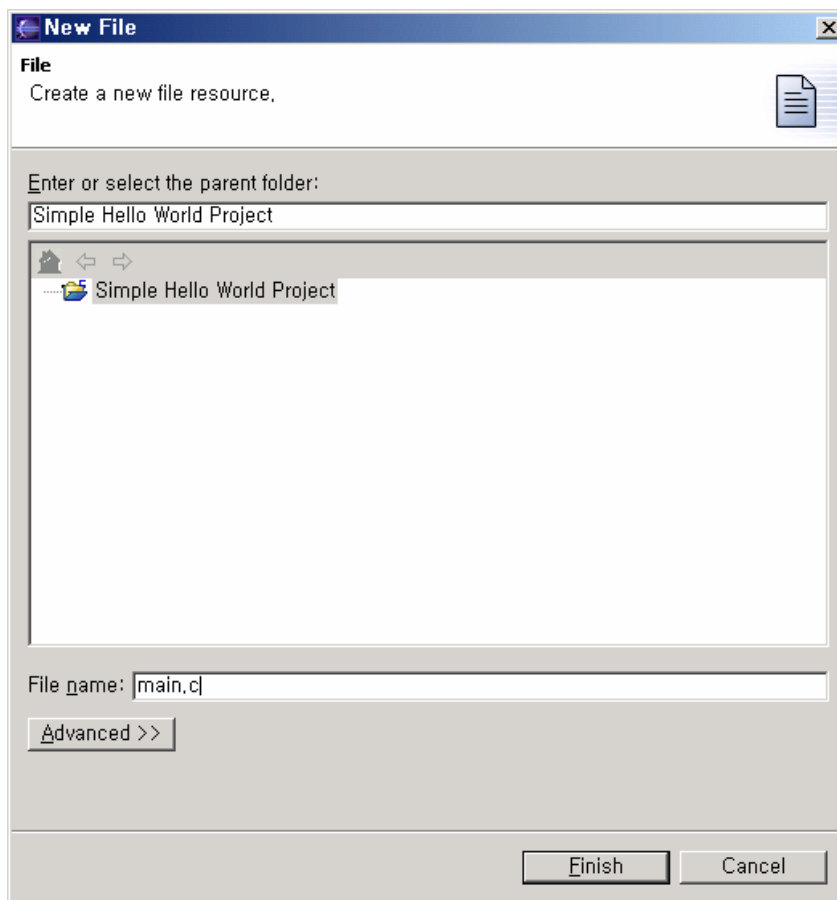 New File
File
Create a new file resource.
Enter or select the parent folder:
Simple Hello World Project
Simple Hello World Project
File name: main.c
Advanced >>
Finish Cancel